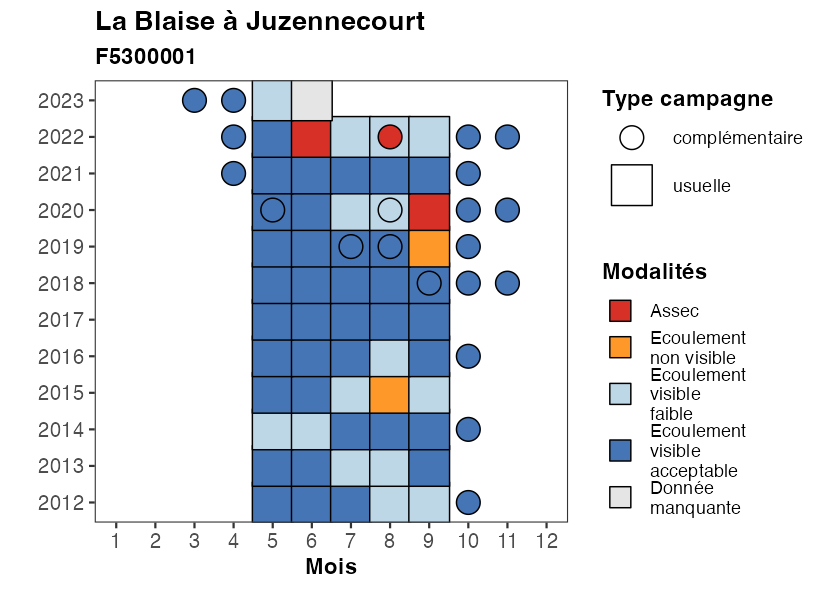 La Blaise à Juzennecourt
F5300001
2023
2022
2021
2020
2019
2018
2017
2016
2015
2014
2013
2012
1 2 3 4 5 6 7 8 9 10 11 12
Mois
Type campagne
complémentaire
usuelle
Modalités
Assec
Ecoulement
non visible
Ecoulement
visible
faible
Ecoulement
visible
acceptable
Donnée
manquante